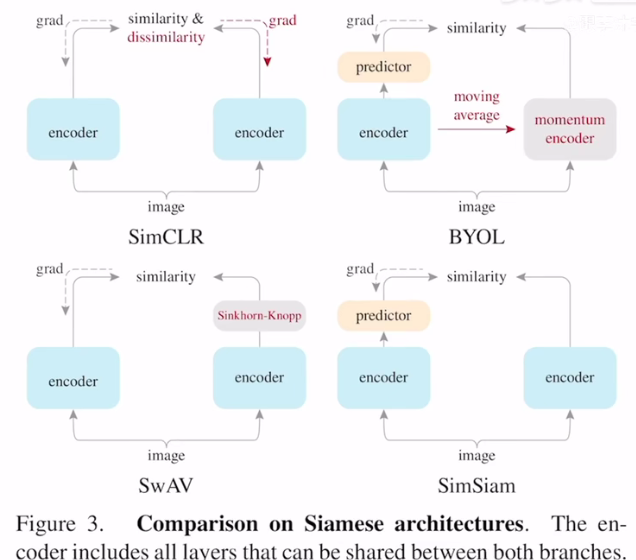 grad similarity & grad
dissimilarity
encoder encoder
image
SimCLR
grad similarity
predictor
encoder moving average momentum encoder
image
BYOL
grad similarity
Sinkhorn-Knopp
encoder encoder
image
SwAV
grad similarity
predictor
encoder encoder
image
SimSiam
Figure 3. Comparison on Siamese architectures. The en-
coder includes all layers that can be shared between both branches.